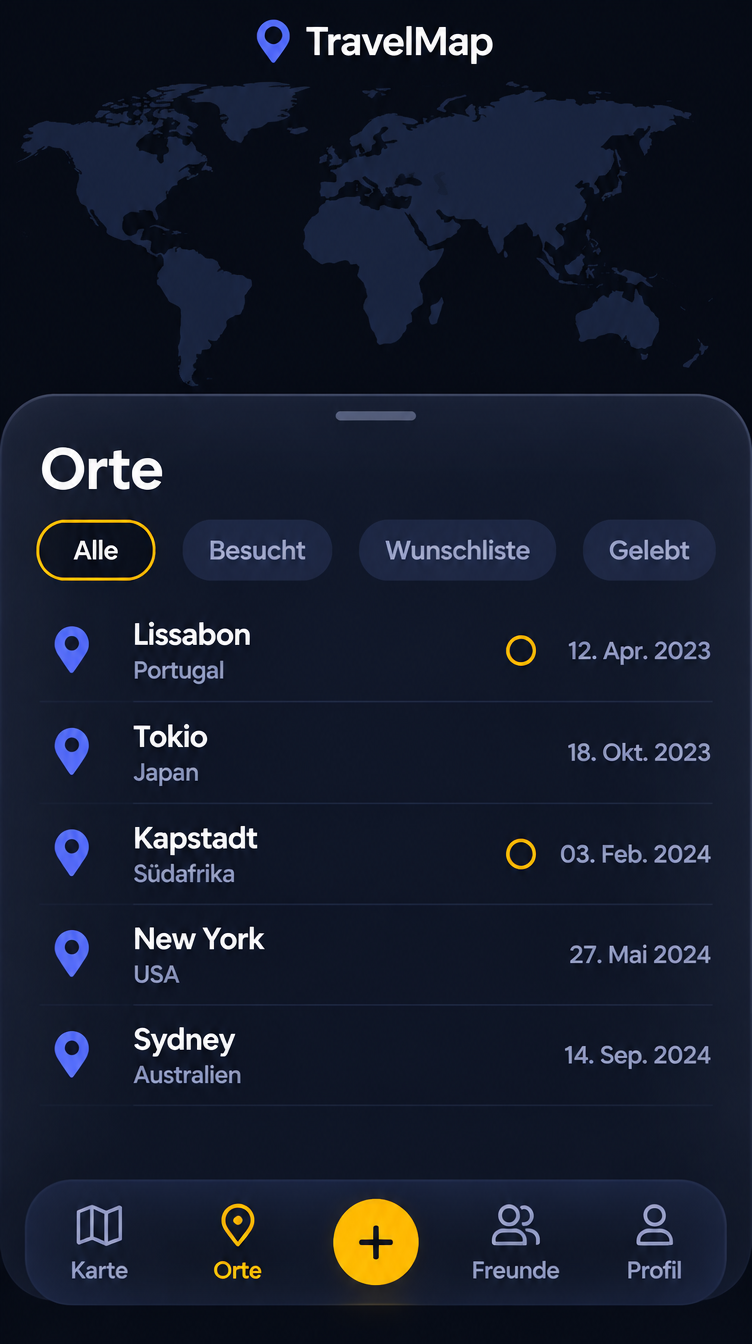 TravelMap
Orte
Alle
Besucht
Wunschliste
Gelebt
Lissabon
Portugal
12. Apr. 2023
Tokio
Japan
18. Okt. 2023
Kapstadt
Südafrika
03. Feb. 2024
New York
USA
27. Mai 2024
Sydney
Australien
14. Sep. 2024
Karte
Orte
Freunde
Profil